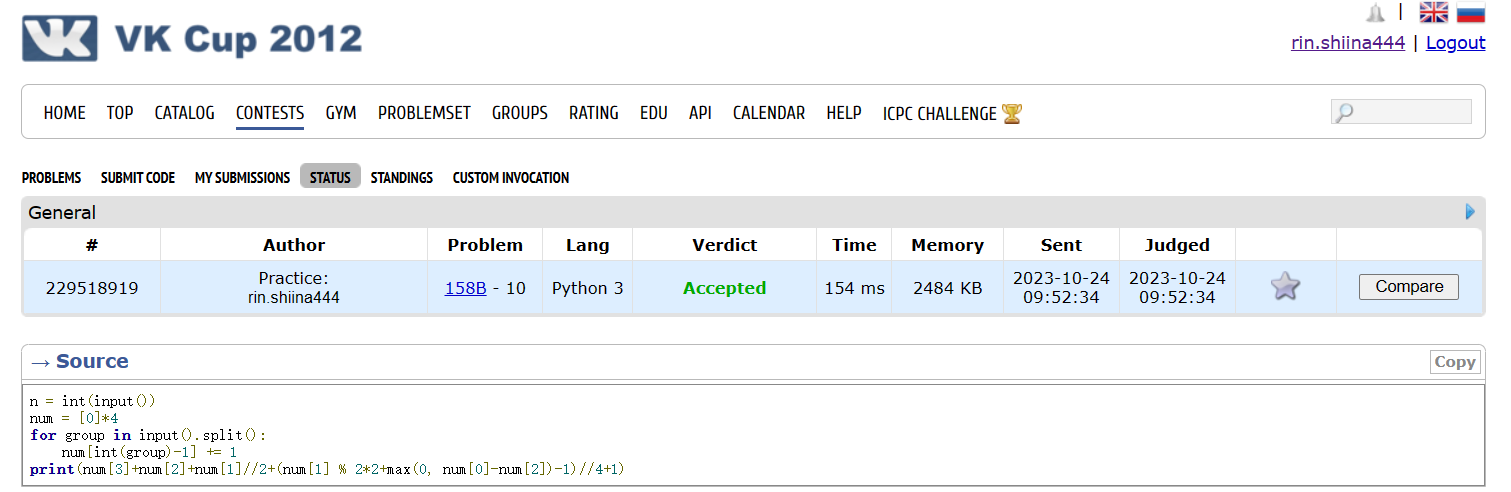 VK Cup 2012
|
rin.shiina444 | Logout
HOME TOP CATALOG CONTESTS GYM PROBLEMSET GROUPS RATING EDU API CALENDAR HELP ICPC CHALLENGE
PROBLEMS SUBMIT CODE MY SUBMISSIONS STATUS STANDINGS CUSTOM INVOCATION
General
# Author Problem Lang Verdict Time Memory Sent Judged
229518919 Practice: rin.shiina444 158B - 10 Python 3 Accepted 154 ms 2484 KB 2023-10-24 09:52:34 2023-10-24 09:52:34 Compare
→ Source Copy
n = int(input())
num = [0]*4
for group in input().split():
    num[int(group)-1] += 1
print(num[3]+num[2]+num[1]//2+(num[1] % 2*2+max(0, num[0]-num[2])-1)//4+1)